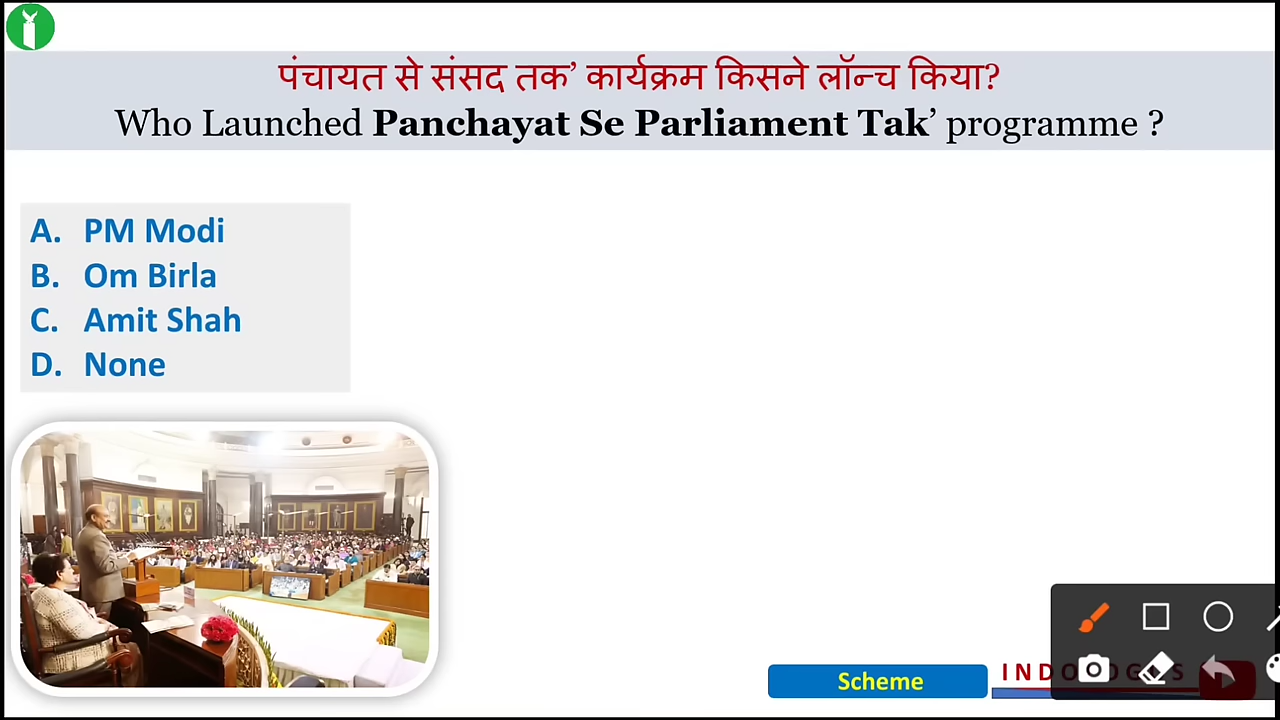 पंचायत से संसद तक’ कार्यक्रम किसने लॉन्च किया?
Who Launched Panchayat Se Parliament Tak’ programme ?
A. PM Modi
B. Om Birla
C. Amit Shah
D. None
Scheme